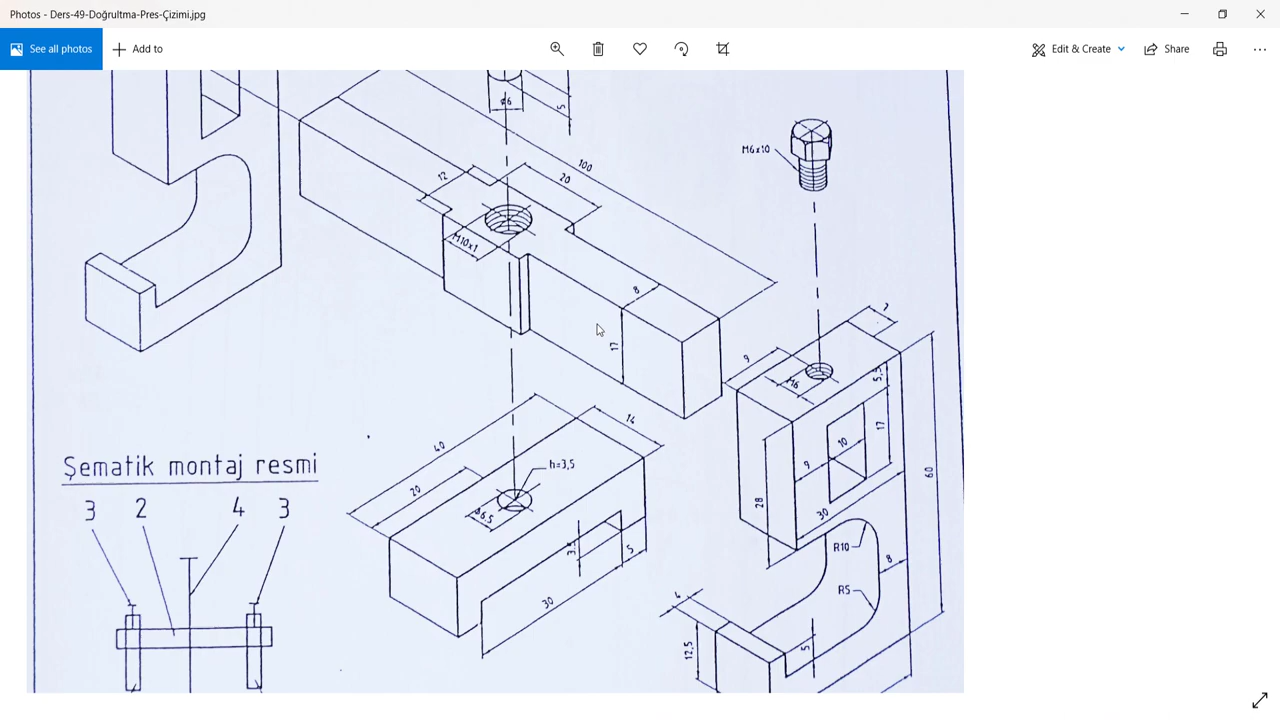 Photos - Ders-49-Doğrultma-Pres-Çizimi.jpg
See all photos
Add to
Edit & Create
Share
ø6
5
100
12
20
M10x1
8
17
M6x10
7
9
M6
5,5
17
10
9
28
30
60
R10
8
R5
4
12,5
5
40
14
20
h=3,5
ø6,5
3,5
5
30
Şematik montaj resmi
3 2 4 3